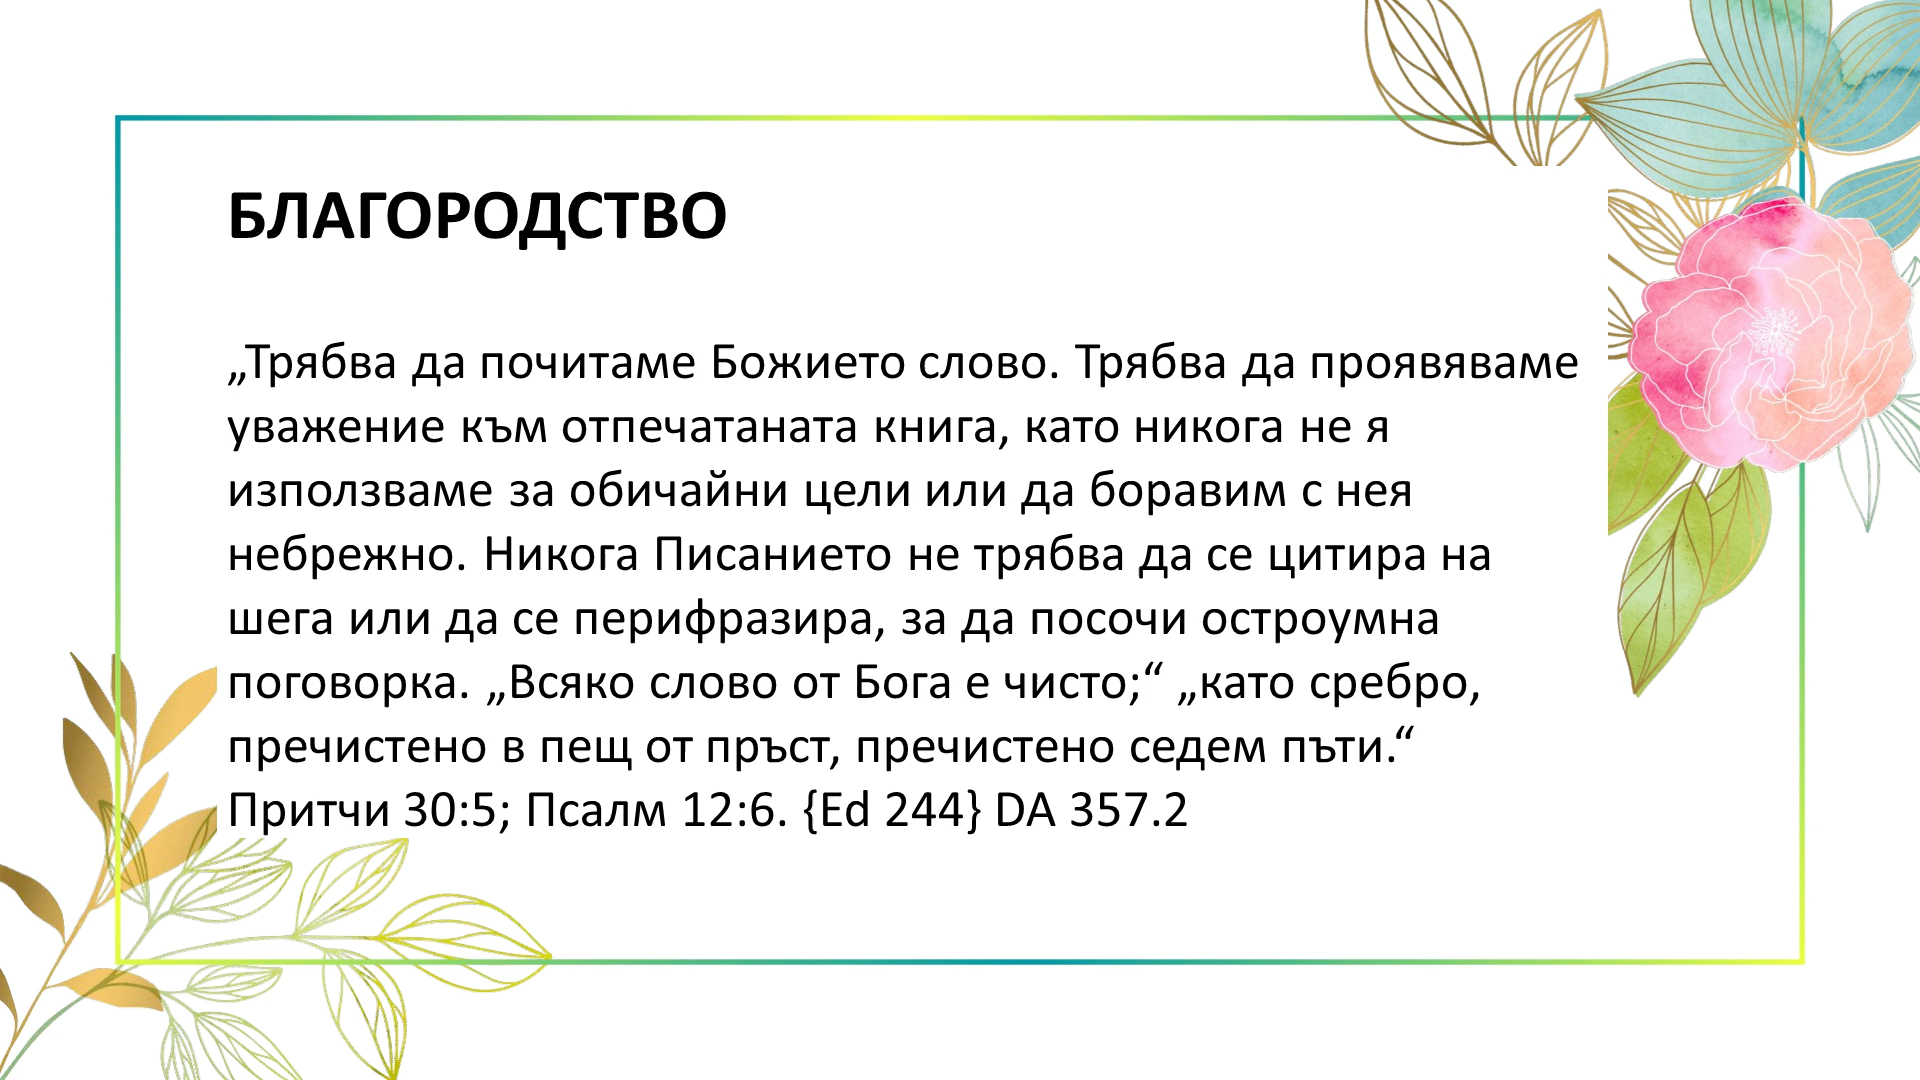 БЛАГОРОДСТВО
„Трябва да почитаме Божието слово. Трябва да проявяваме
уважение към отпечатаната книга, като никога не я
използваме за обичайни цели или да боравим с нея
небрежно. Никога Писанието не трябва да се цитира на
шега или да се перифразира, за да посочи остроумна
поговорка. „Всяко слово от Бога е чисто;“ „като сребро,
пречистено в пещ от пръст, пречистено седем пъти.“
Притчи 30:5; Псалм 12:6. {Ed 244} DA 357.2